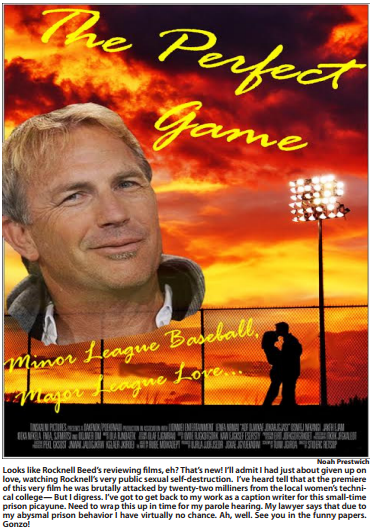 The Perfect
Game
Minor League Baseball,
Major League Love...
Noah Prestwich
Looks like Rocknell Beed's reviewing films, eh? That's new! I'll admit I had just about given up on
love, watching Rocknell's very public sexual self-destruction. I've heard tell that at the premiere
of this very film he was brutally attacked by twenty-two milliners from the local women's techni-
cal college— But I digress. I've got to get back to my work as a caption writer for this small-time
prison picayune. Need to wrap this up in time for my parole hearing. My lawyer says that due to
my abysmal prison behavior I have virtually no chance. Ah, well. See you in the funny papers.
Gonzo!